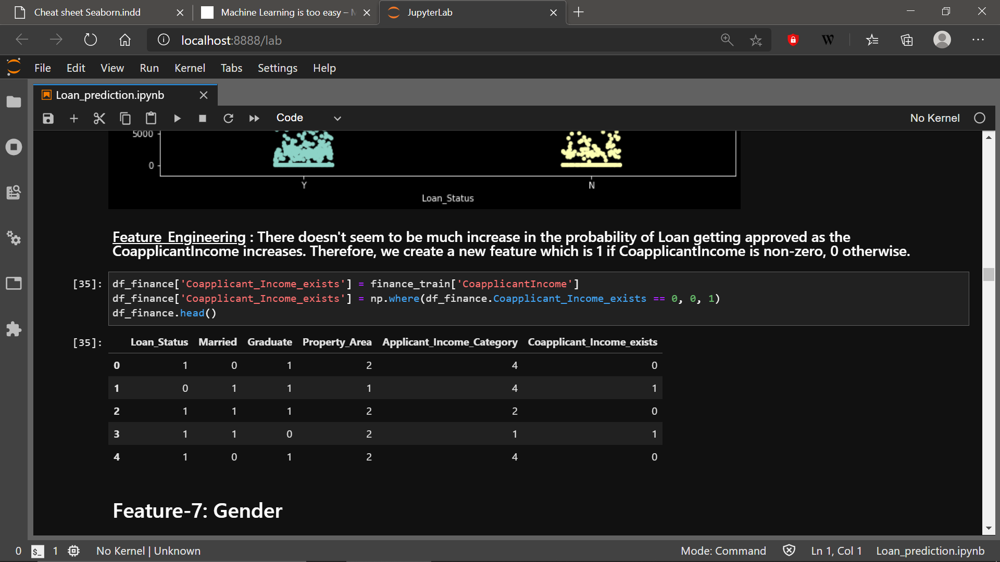 Cheat sheet Seaborn.indd
Machine Learning is too easy –
JupyterLab
localhost:8888/lab
W
File Edit View Run Kernel Tabs Settings Help
Loan_prediction.ipynb
Code
No Kernel
5000
0
Y N
Loan_Status
Feature Engineering : There doesn't seem to be much increase in the probability of Loan getting approved as the
CoapplicantIncome increases. Therefore, we create a new feature which is 1 if CoapplicantIncome is non-zero, 0 otherwise.
[35]: df_finance['Coapplicant_Income_exists'] = finance_train['CoapplicantIncome']
df_finance['Coapplicant_Income_exists'] = np.where(df_finance.Coapplicant_Income_exists == 0, 0, 1)
df_finance.head()
[35]: Loan_Status Married Graduate Property_Area Applicant_Income_Category Coapplicant_Income_exists
0 1 0 1 2 4 0
1 0 1 1 1 4 1
2 1 1 1 2 2 0
3 1 1 0 2 1 1
4 1 0 1 2 4 0
Feature-7: Gender
0 $_ 1 No Kernel | Unknown Mode: Command Ln 1, Col 1 Loan_prediction.ipynb